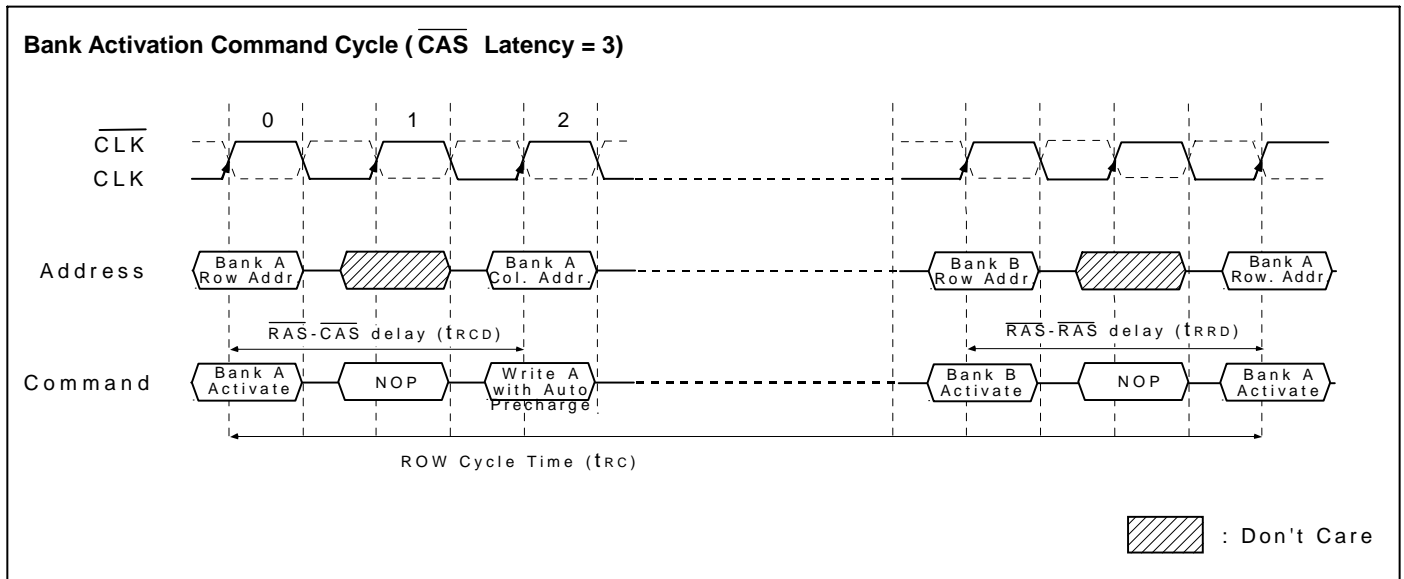 Bank Activation Command Cycle ( CAS Latency = 3)
0 1 2
CLK
CLK
Address
Bank A
Row Addr.
Bank A
Col. Addr.
Bank B
Row Addr.
Bank A
Row. Addr.
RAS-CAS delay (tRCD)
RAS-RAS delay (tRRD)
Command
Bank A
Activate
NOP
Write A
with Auto
Precharge
Bank B
Activate
NOP
Bank A
Activate
ROW Cycle Time (tRC)
: Don't Care